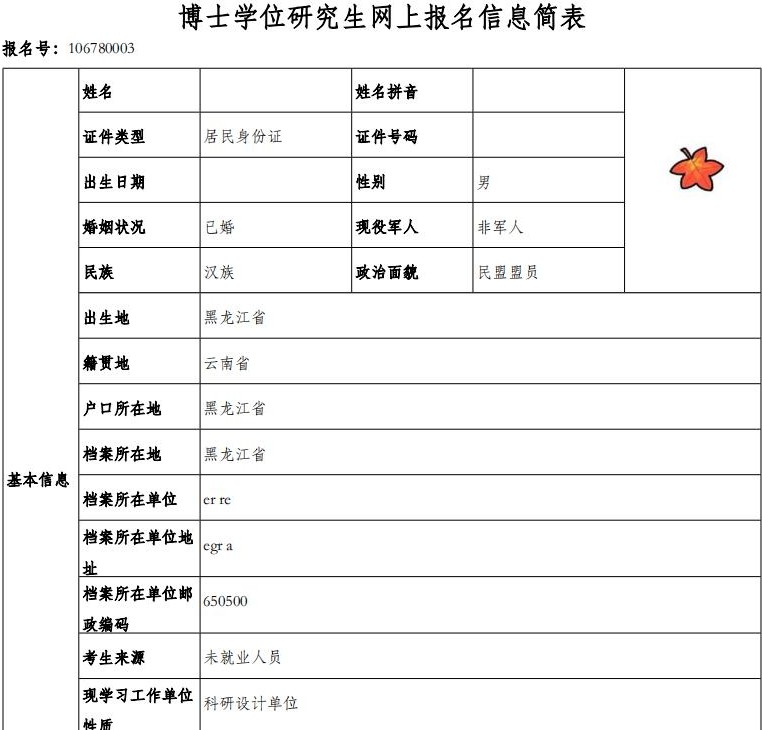 博士学位研究生网上报名信息简表
报名号：106780003
姓名 姓名拼音
证件类型 居民身份证 证件号码
出生日期 性别 男
婚姻状况 已婚 现役军人 非军人
民族 汉族 政治面貌 民盟盟员
出生地 黑龙江省
籍贯地 云南省
户口所在地 黑龙江省
档案所在地 黑龙江省
基本信息
档案所在单位 er re
档案所在单位地
址
egr a
档案所在单位邮
政编码
650500
考生来源 未就业人员
现学习工作单位
性质
科研设计单位